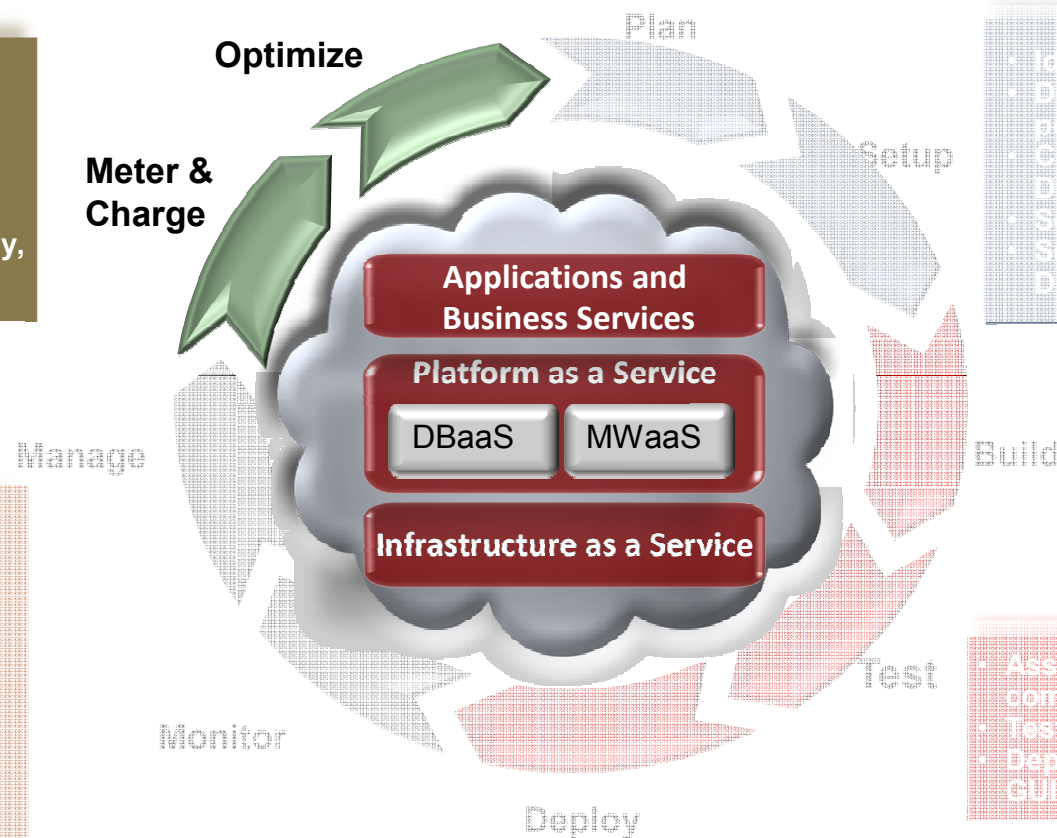 Plan
Optimize
Setup
Meter &
Charge
y,
Applications and
Business Services
Platform as a Service
DBaaS
MWaaS
Manage
Build
Infrastructure as a Service
Test
Monitor
Deploy